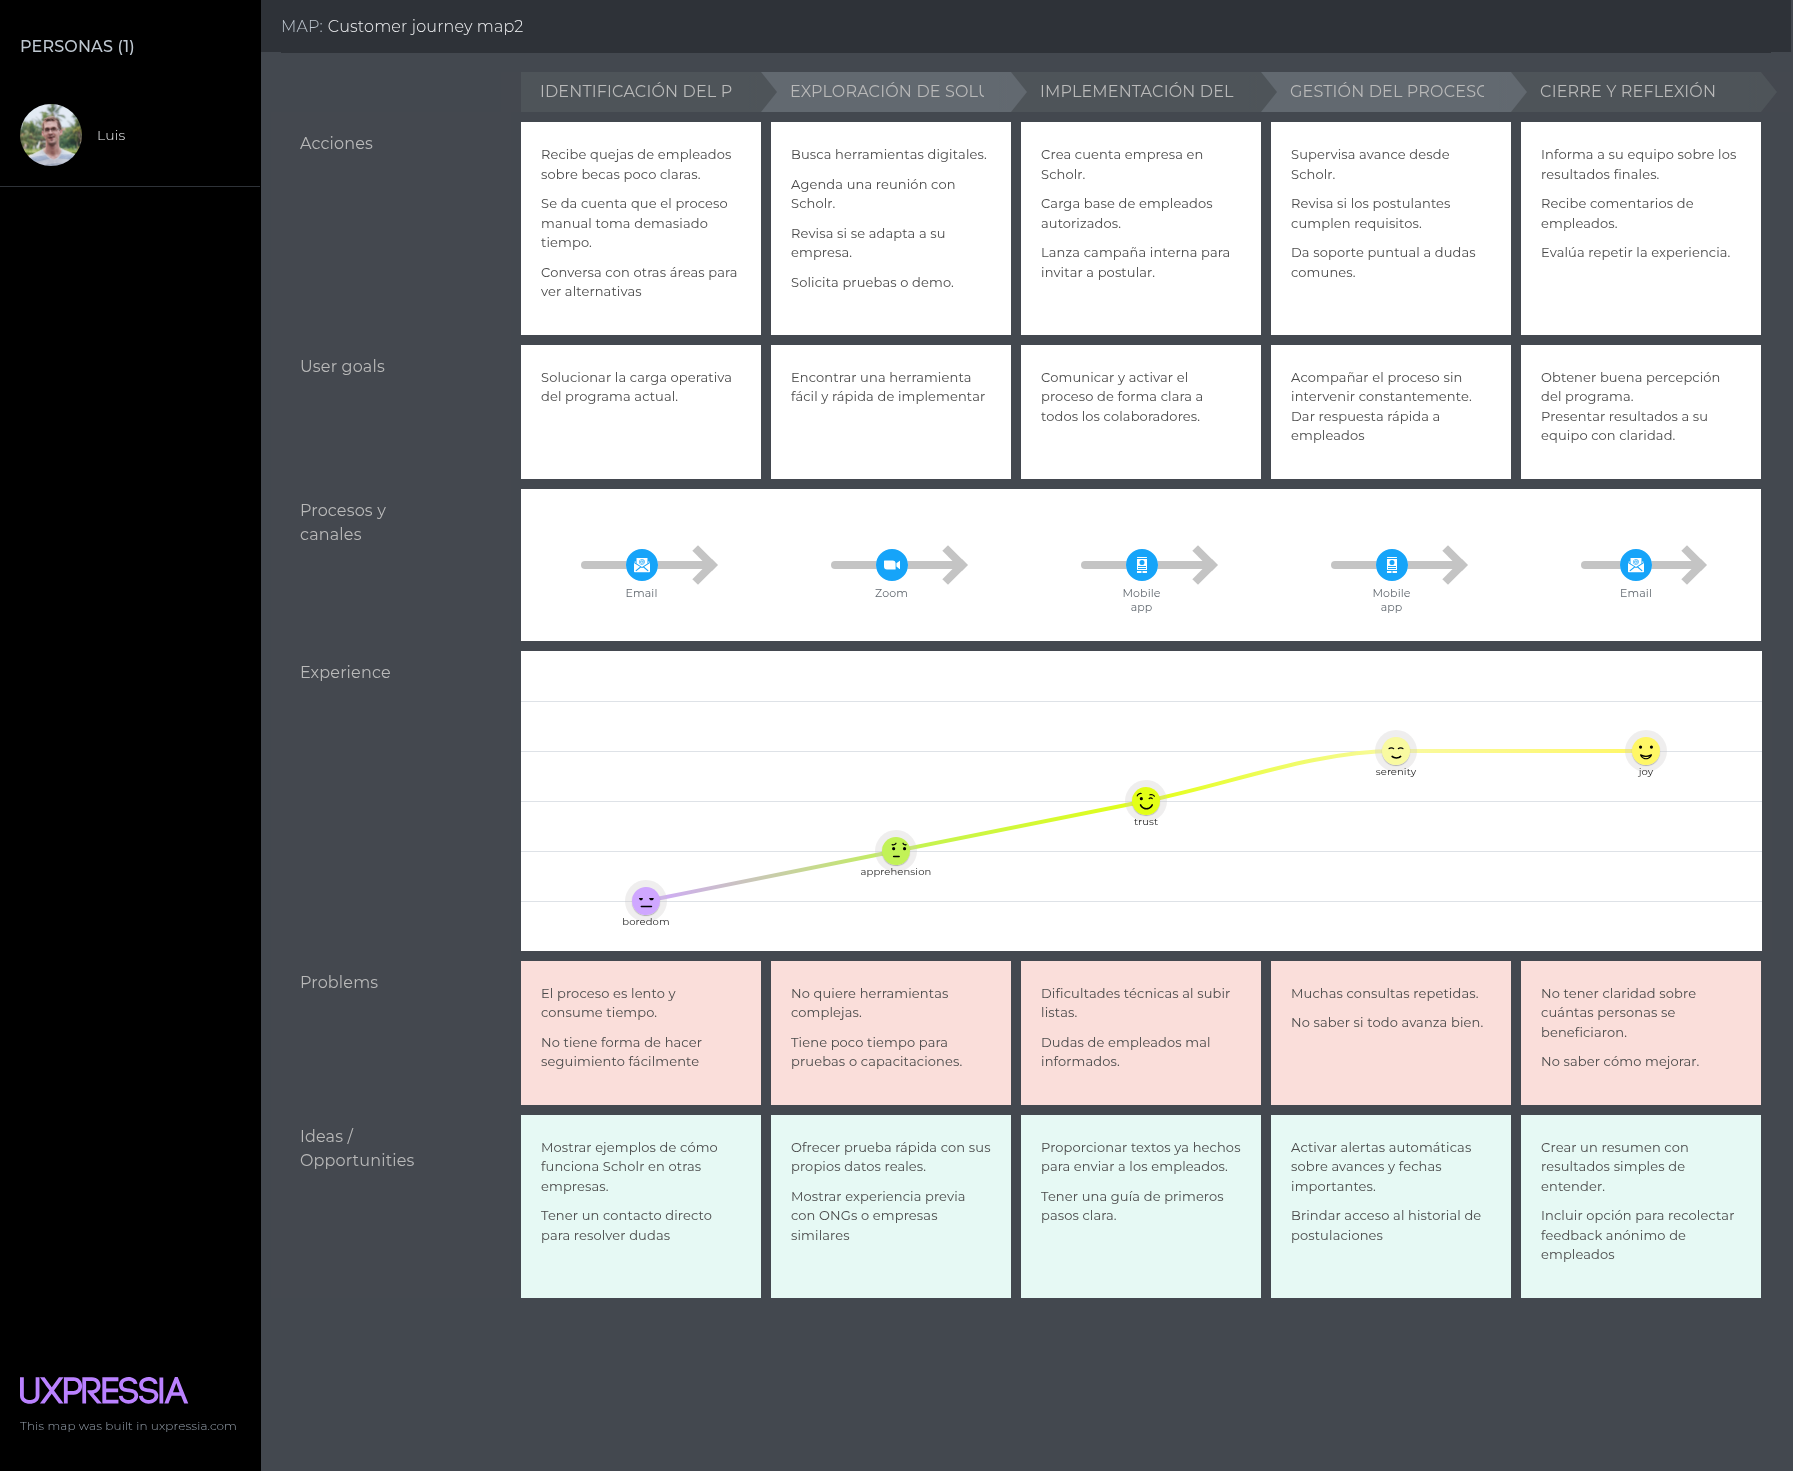 PERSONAS (1)
Luis
MAP: Customer journey map2
IDENTIFICACIÓN DEL P
EXPLORACIÓN DE SOLU
IMPLEMENTACIÓN DEL
GESTIÓN DEL PROCESO
CIERRE Y REFLEXIÓN
Acciones
Recibe quejas de empleados
sobre becas poco claras.
Se da cuenta que el proceso
manual toma demasiado
tiempo.
Conversa con otras áreas para
ver alternativas
Busca herramientas digitales.
Agenda una reunión con
Scholr.
Revisa si se adapta a su
empresa.
Solicita pruebas o demo.
Crea cuenta empresa en
Scholr.
Carga base de empleados
autorizados.
Lanza campaña interna para
invitar a postular.
Supervisa avance desde
Scholr.
Revisa si los postulantes
cumplen requisitos.
Da soporte puntual a dudas
comunes.
Informa a su equipo sobre los
resultados finales.
Recibe comentarios de
empleados.
Evalúa repetir la experiencia.
User goals
Solucionar la carga operativa
del programa actual.
Encontrar una herramienta
fácil y rápida de implementar
Comunicar y activar el
proceso de forma clara a
todos los colaboradores.
Acompañar el proceso sin
intervenir constantemente.
Dar respuesta rápida a
empleados
Obtener buena percepción
del programa.
Presentar resultados a su
equipo con claridad.
Procesos y
canales
Email
Zoom
Mobile
app
Mobile
app
Email
Experience
boredom
apprehension
trust
serenity
joy
Problems
El proceso es lento y
consume tiempo.
No tiene forma de hacer
seguimiento fácilmente
No quiere herramientas
complejas.
Tiene poco tiempo para
pruebas o capacitaciones.
Dificultades técnicas al subir
listas.
Dudas de empleados mal
informados.
Muchas consultas repetidas.
No saber si todo avanza bien.
No tener claridad sobre
cuántas personas se
beneficiaron.
No saber cómo mejorar.
Ideas /
Opportunities
Mostrar ejemplos de cómo
funciona Scholr en otras
empresas.
Tener un contacto directo
para resolver dudas
Ofrecer prueba rápida con sus
propios datos reales.
Mostrar experiencia previa
con ONGs o empresas
similares
Proporcionar textos ya hechos
para enviar a los empleados.
Tener una guía de primeros
pasos clara.
Activar alertas automáticas
sobre avances y fechas
importantes.
Brindar acceso al historial de
postulaciones
Crear un resumen con
resultados simples de
entender.
Incluir opción para recolectar
feedback anónimo de
empleados
UXPRESSIA
This map was built in uxpressia.com